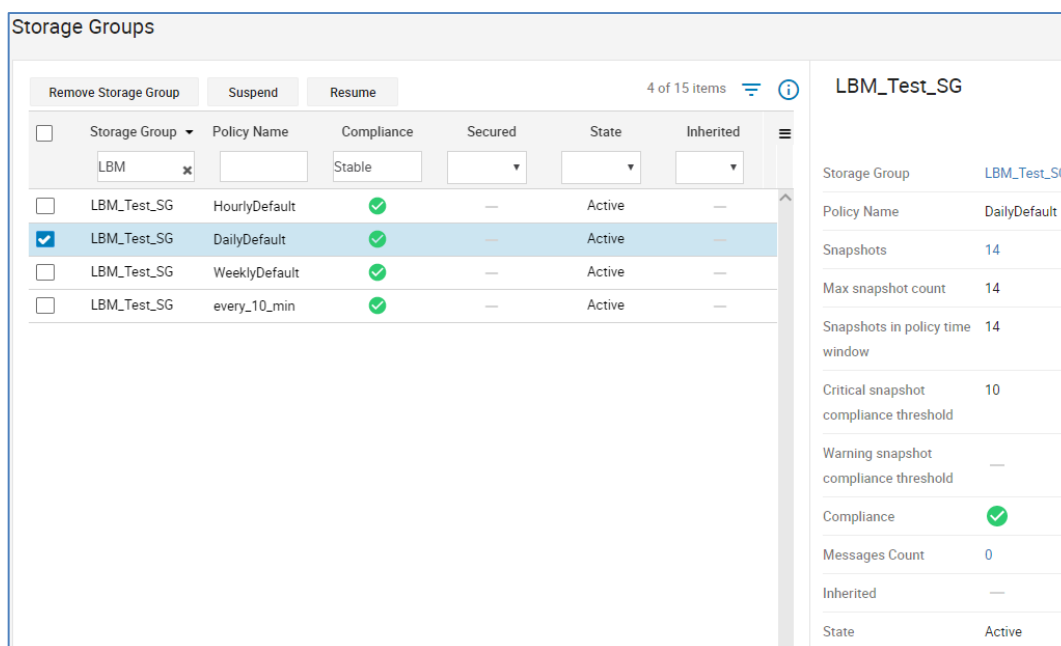 Storage Groups
Remove Storage Group Suspend Resume 4 of 15 items
Storage Group Policy Name Compliance Secured State Inherited
LBM Stable
LBM_Test_SG HourlyDefault — Active —
LBM_Test_SG DailyDefault — Active —
LBM_Test_SG WeeklyDefault — Active —
LBM_Test_SG every_10_min — Active —
LBM_Test_SG
Storage Group LBM_Test_SG
Policy Name DailyDefault
Snapshots 14
Max snapshot count 14
Snapshots in policy time 14
window
Critical snapshot 10
compliance threshold
Warning snapshot —
compliance threshold
Compliance
Messages Count 0
Inherited —
State Active